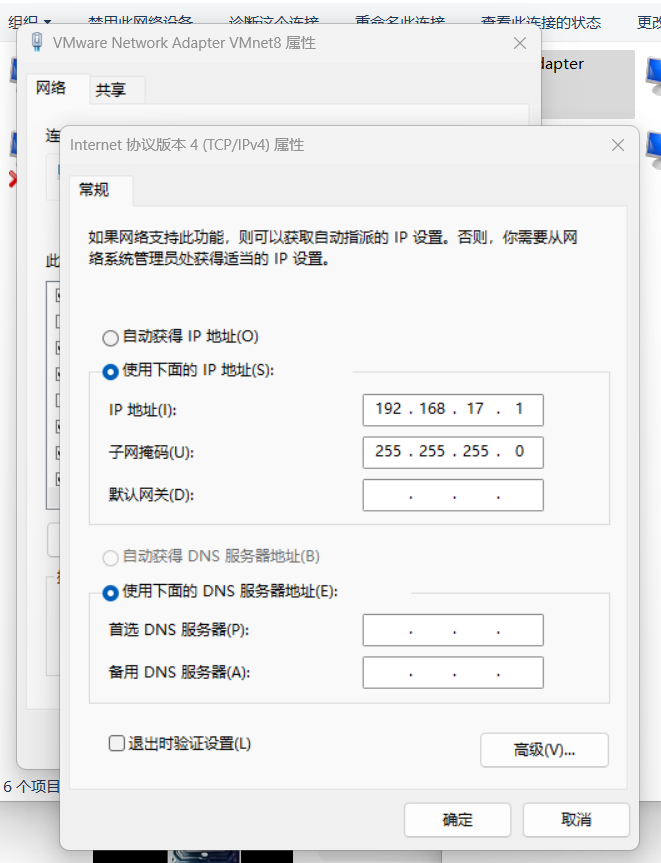 组织
禁用此网络设备
诊断这个连接
重命名此连接
查看此连接的状态
更改
VMware Network Adapter VMnet8 属性
dapter
网络
共享
连
Internet 协议版本 4 (TCP/IPv4) 属性
常规
如果网络支持此功能，则可以获取自动指派的 IP 设置。否则，你需要从网
络系统管理员处获得适当的 IP 设置。
此
自动获得 IP 地址(O)
使用下面的 IP 地址(S):
IP 地址(I):
192 . 168 . 17 . 1
子网掩码(U):
255 . 255 . 255 . 0
默认网关(D):
. . .
自动获得 DNS 服务器地址(B)
使用下面的 DNS 服务器地址(E):
首选 DNS 服务器(P):
. . .
备用 DNS 服务器(A):
. . .
退出时验证设置(L)
高级(V)...
6 个项目
确定
取消